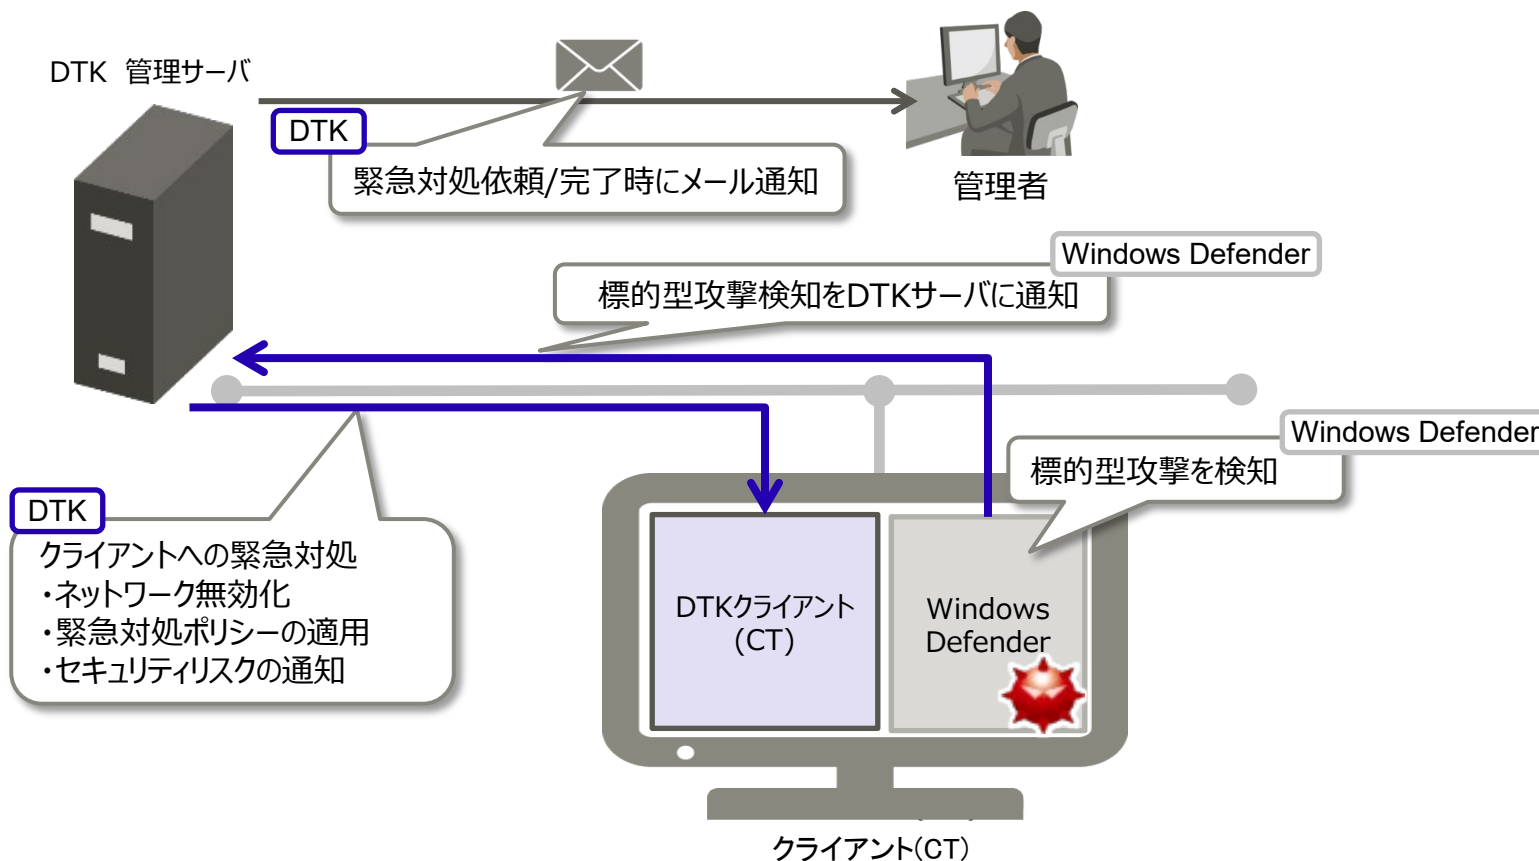 DTK 管理サーバ
DTK
緊急対処依頼/完了時にメール通知
管理者
Windows Defender
標的型攻撃検知をDTKサーバに通知
Windows Defender
標的型攻撃を検知
DTK
クライアントへの緊急対処
・ネットワーク無効化
・緊急対処ポリシーの適用
・セキュリティリスクの通知
DTKクライアント
(CT)
Windows
Defender
クライアント(CT)